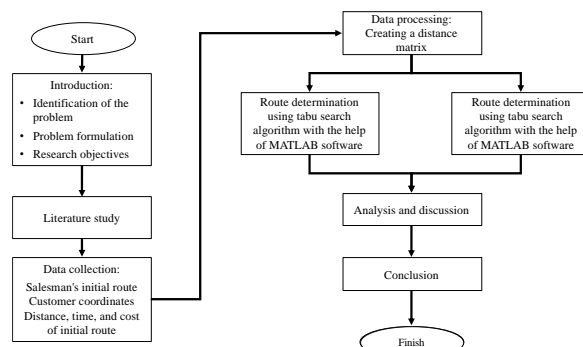 Start
Introduction:
• Identification of the
problem
• Problem formulation
• Research objectives
Literature study
Data collection:
Salesman's initial route
Customer coordinates
Distance, time, and cost
of initial route
Data processing:
Creating a distance
matrix
Route determination
using tabu search
algorithm with the help
of MATLAB software
Route determination
using tabu search
algorithm with the help
of MATLAB software
Analysis and discussion
Conclusion
Finish